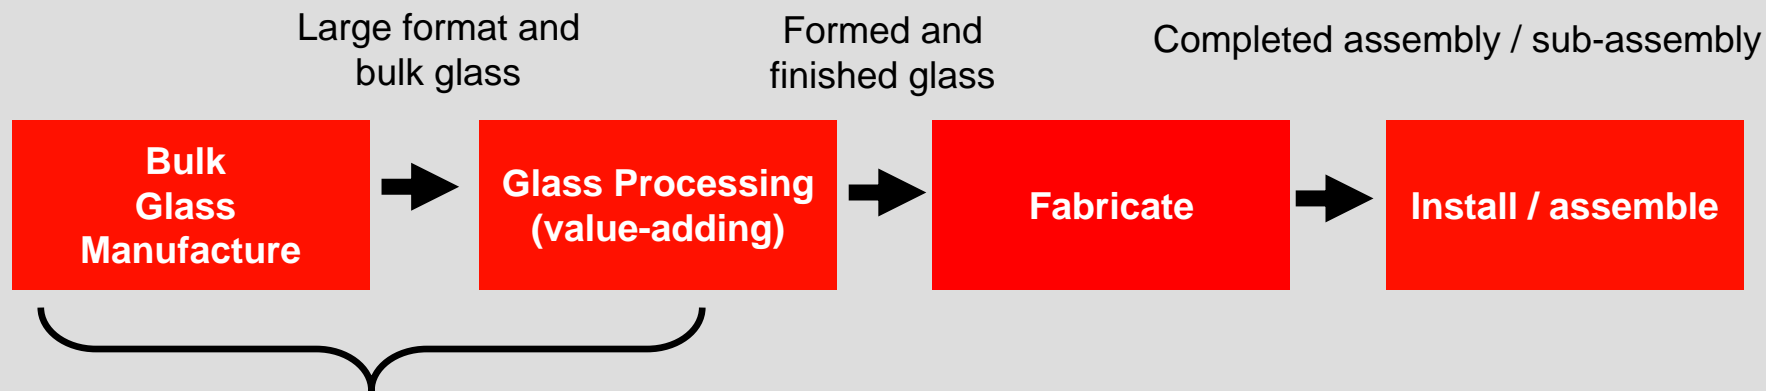 Large format and
bulk glass
Formed and
finished glass
Completed assembly / sub-assembly
Bulk
Glass
Manufacture
Glass Processing
(value-adding)
Fabricate
Install / assemble